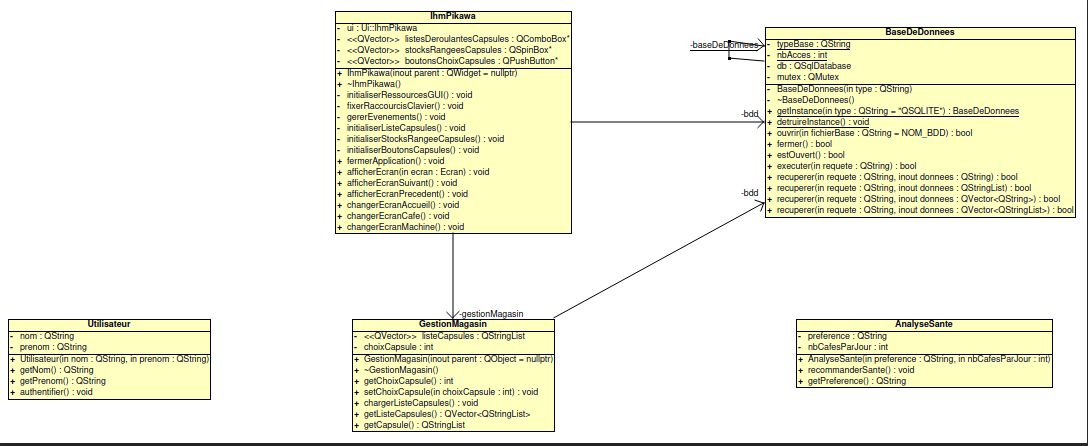 IhmPikawa
- ui : Ui::IhmPikawa
- <<QVector>> listesDeroulantesCapsules : QComboBox*
- <<QVector>> stocksRangeesCapsules : QSpinBox*
- <<QVector>> boutonsChoixCapsules : QPushButton*
+ IhmPikawa(inout parent : QWidget = nullptr)
+ ~IhmPikawa()
- initialiserRessourcesGUI() : void
- fixerRaccourcisClavier() : void
- gererEvenements() : void
- initialiserListeCapsules() : void
- initialiserStocksRangeeCapsules() : void
- initialiserBoutonsCapsules() : void
+ fermerApplication() : void
+ afficherEcran(in ecran : Ecran) : void
+ afficherEcranSuivant() : void
+ afficherEcranPrecedent() : void
+ changerEcranAccueil() : void
+ changerEcranCafe() : void
+ changerEcranMachine() : void
-baseDeDonnees
-bdd
-bdd
BaseDeDonnees
- typeBase : QString
- nbAcces : int
- db : QSqlDatabase
- mutex : QMutex
- BaseDeDonnees(in type : QString)
- ~BaseDeDonnees()
+ getInstance(in type : QString = "QSQLITE") : BaseDeDonnees
+ detruireInstance() : void
+ ouvrir(in fichierBase : QString = NOM_BDD) : bool
+ fermer() : bool
+ estOuvert() : bool
+ executer(in requete : QString) : bool
+ recuperer(in requete : QString, inout donnees : QString) : bool
+ recuperer(in requete : QString, inout donnees : QStringList) : bool
+ recuperer(in requete : QString, inout donnees : QVector<QString>) : bool
+ recuperer(in requete : QString, inout donnees : QVector<QStringList>) : bool
Utilisateur
- nom : QString
- prenom : QString
+ Utilisateur(in nom : QString, in prenom : QString)
+ getNom() : QString
+ getPrenom() : QString
+ authentifier() : void
-gestionMagasin
GestionMagasin
- <<QVector>> listeCapsules : QStringList
- choixCapsule : int
+ GestionMagasin(inout parent : QObject = nullptr)
+ ~GestionMagasin()
+ getChoixCapsule() : int
+ setChoixCapsule(in choixCapsule : int) : void
+ chargerListeCapsules() : void
+ getListeCapsules() : QVector<QStringList>
+ getCapsule() : QStringList
AnalyseSante
- preference : QString
- nbCafesParJour : int
+ AnalyseSante(in preference : QString, in nbCafesParJour : int)
+ recommanderSante() : void
+ getPreference() : QString